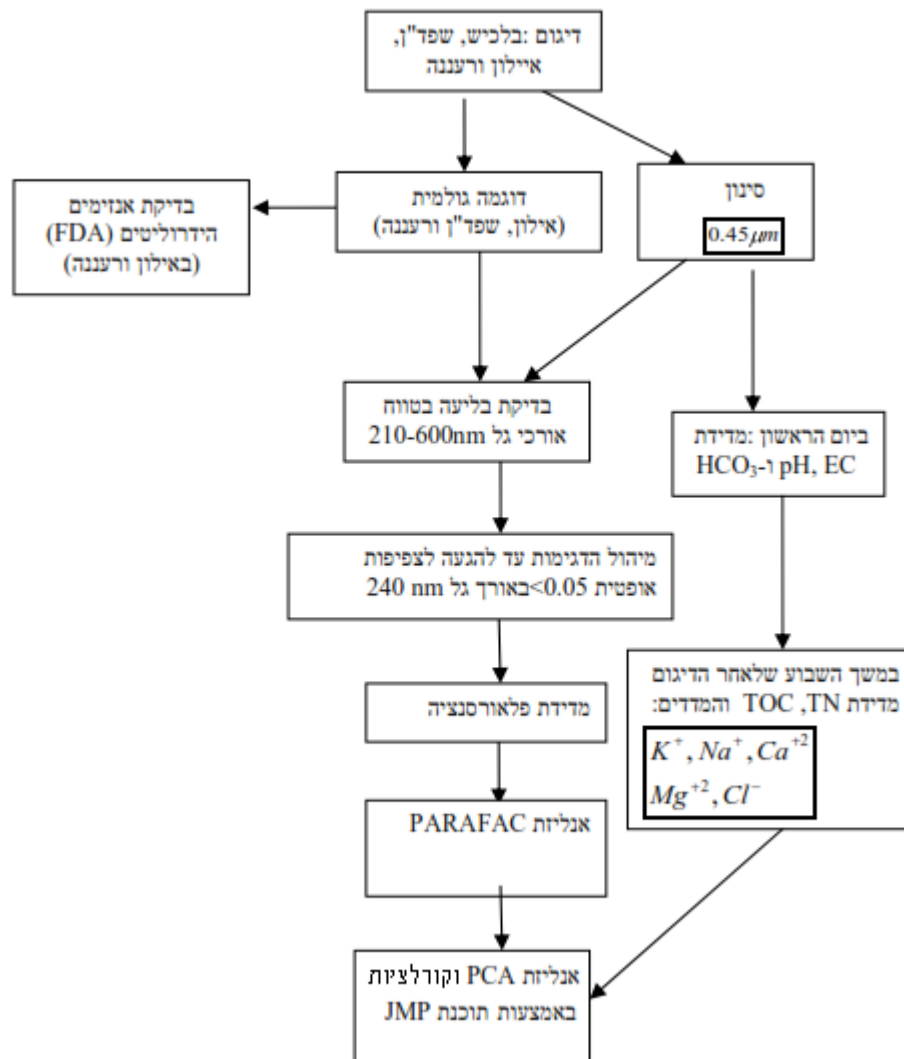 דיגום :בלכיש, שפד"ן,
איילון ורעננה
סינון
0.45μm
דוגמה גולמית
(אילון, שפד"ן ורעננה)
בדיקת אנזימים
הידרוליטים (FDA)
(באילון ורעננה)
בדיקת בליעה בטווח
אורכי גל 210-600nm
ביום הראשון :מדידת
pH, EC ו-HCO₃
מיהול הדגימות עד להגעה לצפיפות
אופטית 0.05>באורך גל 240 nm
במשך השבוע שלאחר הדיגום
מדידת TOC ,TN והמדדים:
K⁺, Na⁺, Ca⁺²
Mg⁺², Cl⁻
מדידת פלאורסנציה
אנליזת PARAFAC
אנליזת PCA וקורלציות
באמצעות תוכנת JMP